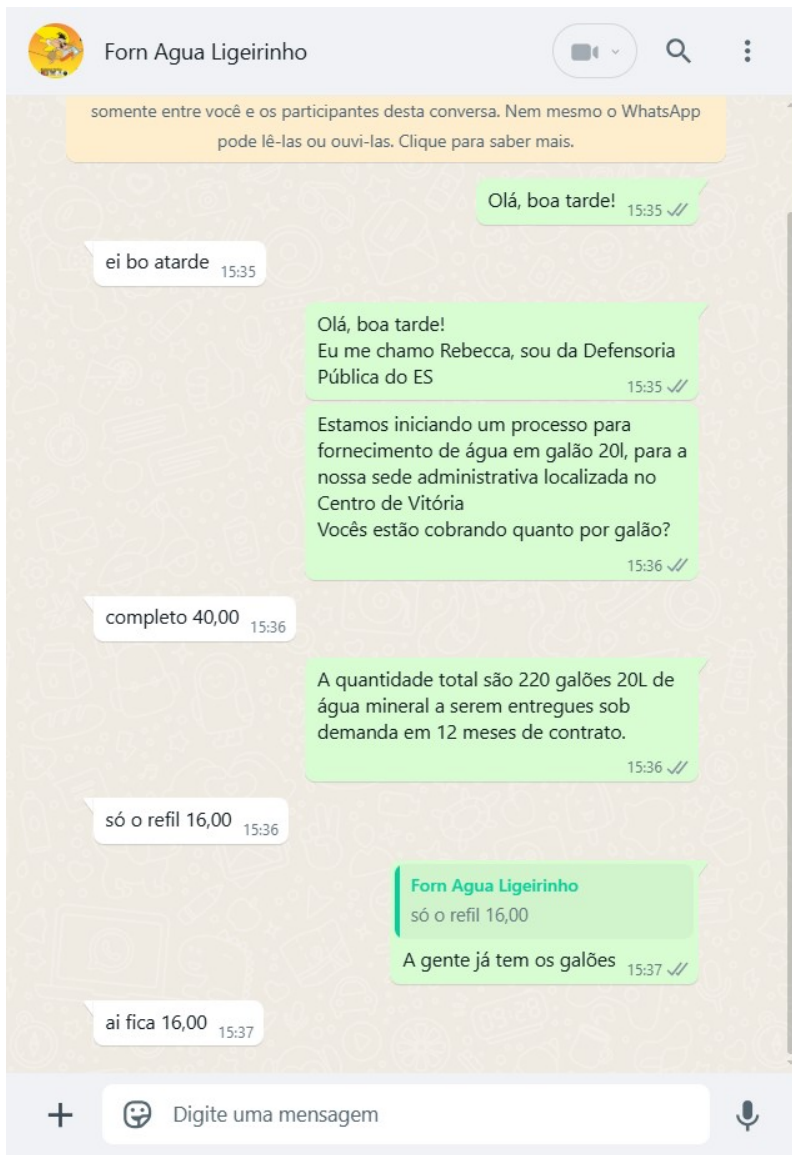 Forn Agua Ligeirinho
somente entre você e os participantes desta conversa. Nem mesmo o WhatsApp
pode lê-las ou ouvi-las. Clique para saber mais.
Olá, boa tarde! 15:35
ei bo atarde 15:35
Olá, boa tarde!
Eu me chamo Rebecca, sou da Defensoria
Pública do ES
15:35
Estamos iniciando um processo para
fornecimento de água em galão 20l, para a
nossa sede administrativa localizada no
Centro de Vitória
Vocês estão cobrando quanto por galão?
15:36
completo 40,00 15:36
A quantidade total são 220 galões 20L de
água mineral a serem entregues sob
demanda em 12 meses de contrato.
15:36
só o refil 16,00 15:36
Forn Agua Ligeirinho
só o refil 16,00
A gente já tem os galões 15:37
ai fica 16,00 15:37
Digite uma mensagem